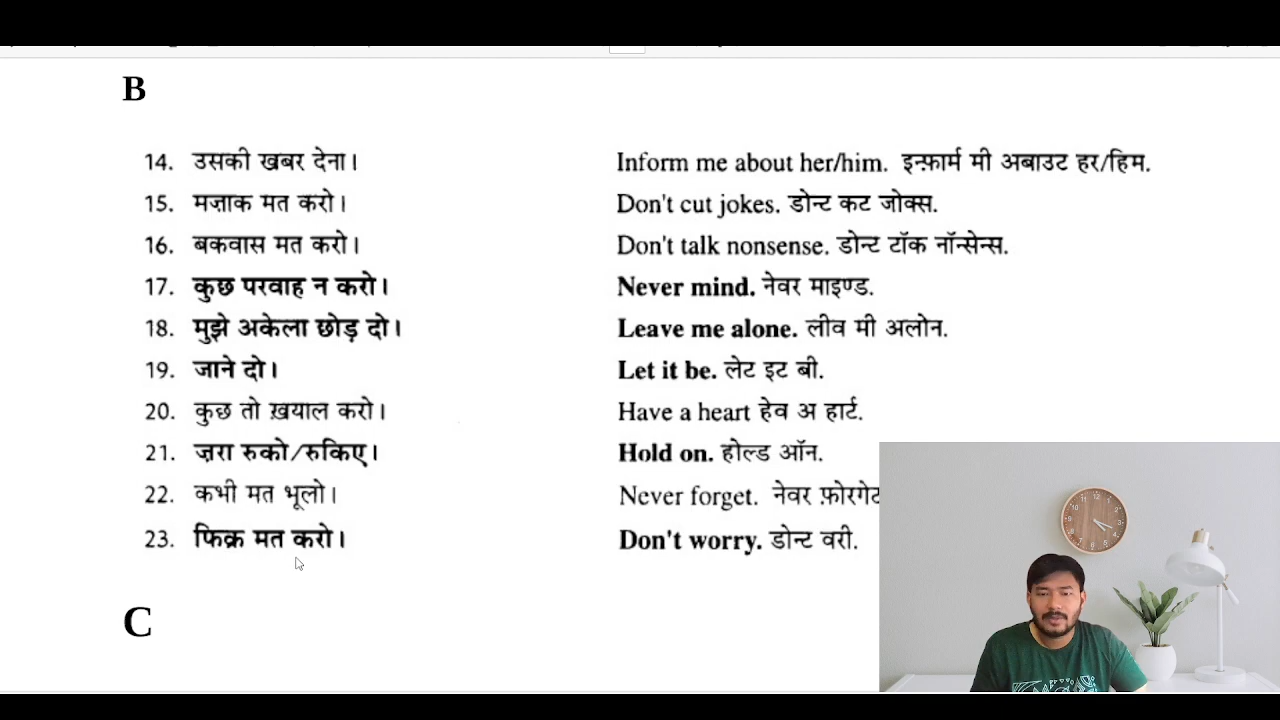 B
14. उसकी खबर देना। Inform me about her/him. इन्फ़ार्म मी अबाउट हर/हिम.
15. मज़ाक मत करो। Don't cut jokes. डोन्ट कट जोक्स.
16. बकवास मत करो। Don't talk nonsense. डोन्ट टॉक नॉन्सेन्स.
17. कुछ परवाह न करो। Never mind. नेवर माइण्ड.
18. मुझे अकेला छोड़ दो। Leave me alone. लीव मी अलोन.
19. जाने दो। Let it be. लेट इट बी.
20. कुछ तो ख़याल करो। Have a heart हेव अ हार्ट.
21. ज़रा रुको/रुकिए। Hold on. होल्ड ऑन.
22. कभी मत भूलो। Never forget. नेवर फ़ोरगेट
23. फिक्र मत करो। Don't worry. डोन्ट वरी.
C